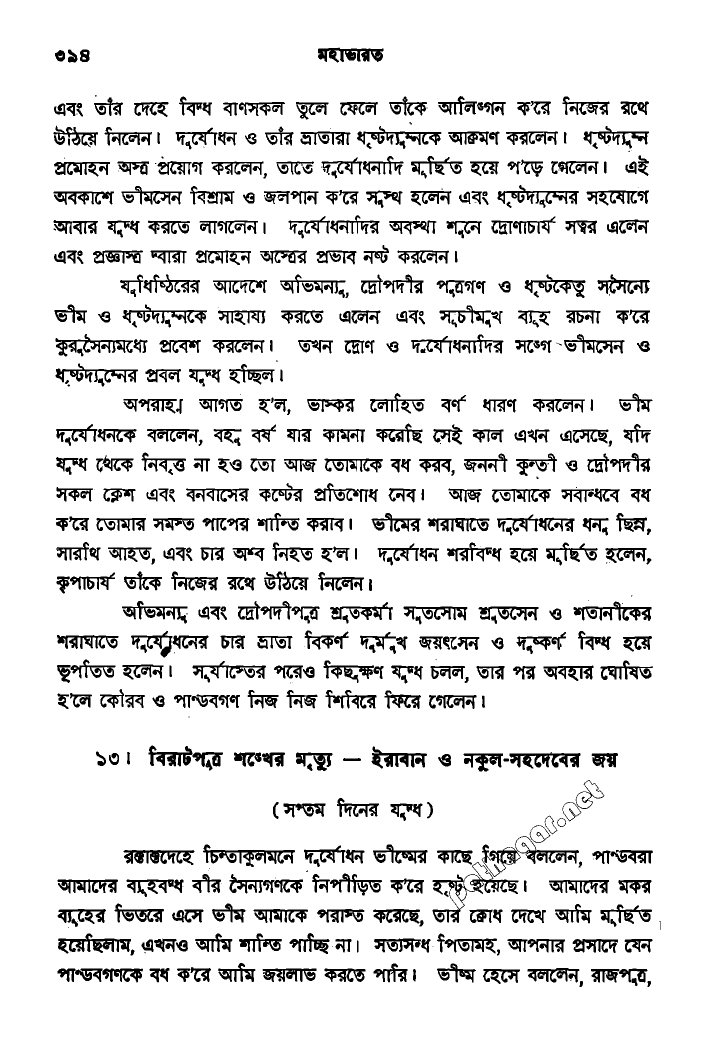 ৩১৪
মহাভারত
এবং তাঁর দেহে বিদ্ধ বাণসকল তুলে ফেলে তাঁকে আলিঙ্গন ক'রে নিজের রথে
উঠিয়ে নিলেন। দুর্যোধন ও তাঁর ভ্রাতারা ধৃষ্টদ্যুম্নকে আক্রমণ করলেন। ধৃষ্টদ্যুম্ন
প্রমোহন অস্ত্র প্রয়োগ করলেন, তাতে দুর্যোধনাদি মূর্ছিত হয়ে প'ড়ে গেলেন। এই
অবকাশে ভীমসেন বিশ্রাম ও জলপান ক'রে সুস্থ হলেন এবং ধৃষ্টদ্যুম্নের সহযোগে
আবার যুদ্ধ করতে লাগলেন। দুর্যোধনাদির অবস্থা শুনে দ্রোণাচার্য সত্বর এলেন
এবং প্রজ্ঞাস্ত্র দ্বারা প্রমোহন অস্ত্রের প্রভাব নষ্ট করলেন।
যুধিষ্ঠিরের আদেশে অভিমন্যু, দ্রৌপদীর পুত্রগণ ও ধৃষ্টকেতু সসৈন্যে
ভীম ও ধৃষ্টদ্যুম্নকে সাহায্য করতে এলেন এবং সূচীমুখ ব্যূহ রচনা ক'রে
কুরুসৈন্যমধ্যে প্রবেশ করলেন। তখন দ্রোণ ও দুর্যোধনাদির সঙ্গে ভীমসেন ও
ধৃষ্টদ্যুম্নের প্রবল যুদ্ধ হচ্ছিল।
অপরাহ্ণ আগত হ'ল, ভাস্কর লোহিত বর্ণ ধারণ করলেন। ভীম
দুর্যোধনকে বললেন, বহু বর্ষ যার কামনা করেছি সেই কাল এখন এসেছে, যদি
যুদ্ধ থেকে নিবৃত্ত না হও তো আজ তোমাকে বধ করব, জননী কুন্তী ও দ্রৌপদীর
সকল ক্লেশ এবং বনবাসের কষ্টের প্রতিশোধ নেব। আজ তোমাকে সবান্ধবে বধ
ক'রে তোমার সমস্ত পাপের শান্তি করাব। ভীমের শরাঘাতে দুর্যোধনের ধনু ছিন্ন,
সারথি আহত, এবং চার অশ্ব নিহত হ'ল। দুর্যোধন শরবিদ্ধ হয়ে মূর্ছিত হলেন,
কৃপাচার্য তাঁকে নিজের রথে উঠিয়ে নিলেন।
অভিমন্যু এবং দ্রৌপদীপুত্র শ্রুতকর্মা সুতসোম শ্রুতসেন ও শতানীকের
শরাঘাতে দুর্যোধনের চার ভ্রাতা বিকর্ণ দুর্মুখ জয়ৎসেন ও দুষ্কর্ণ বিদ্ধ হয়ে
ভূপতিত হলেন। সূর্যাস্তের পরেও কিছুক্ষণ যুদ্ধ চলল, তার পর অবহার ঘোষিত
হ'লে কৌরব ও পাণ্ডবগণ নিজ নিজ শিবিরে ফিরে গেলেন।
১৩। বিরাটপুত্র শঙ্খের মৃত্যু — ইরাবান ও নকুল-সহদেবের জয়
(সপ্তম দিনের যুদ্ধ)
রক্তাক্তদেহে চিন্তাকুলমনে দুর্যোধন ভীষ্মের কাছে গিয়ে বললেন, পাণ্ডবরা
আমাদের ব্যূহবদ্ধ বীর সৈন্যগণকে নিপীড়িত ক'রে হৃষ্ট হয়েছে। আমাদের মকর
ব্যূহের ভিতরে এসে ভীম আমাকে পরাস্ত করেছে, তার ক্রোধ দেখে আমি মূর্ছিত
হয়েছিলাম, এখনও আমি শান্তি পাচ্ছি না। সত্যসন্ধ পিতামহ, আপনার প্রসাদে যেন
পাণ্ডবগণকে বধ ক'রে আমি জয়লাভ করতে পারি। ভীষ্ম হেসে বললেন, রাজপুত্র,
pathagar.net